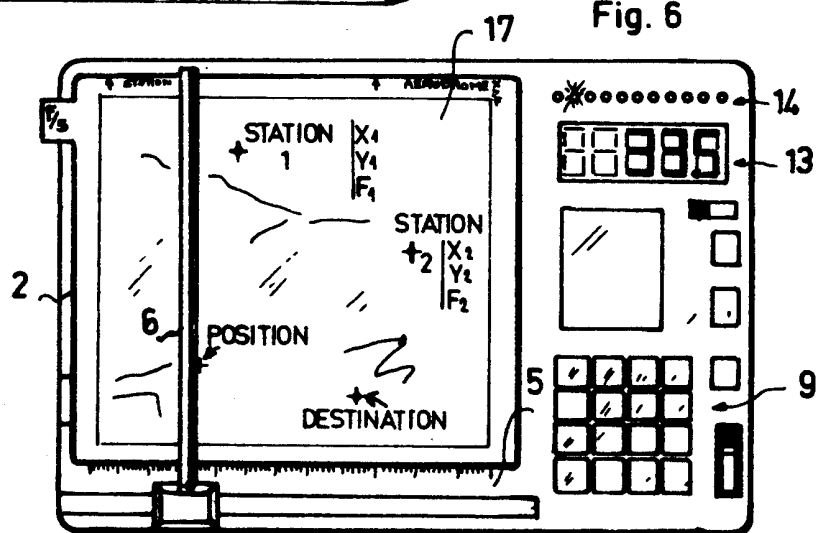 Fig. 6
17
STATION
AERODROME
F/5
14
STATION
1
X1
Y1
F1
13
STATION
2
X2
Y2
F2
2
6
POSITION
5
9
DESTINATION